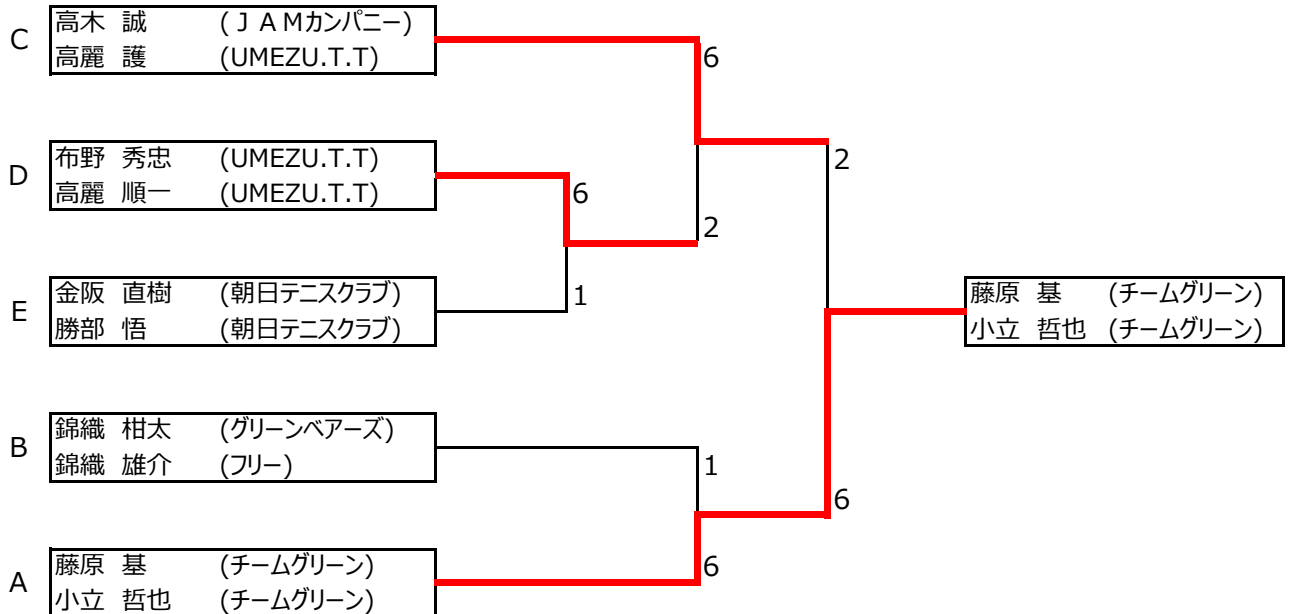 C
高木 誠 (ＪＡＭカンパニー)
高麗 護 (UMEZU.T.T)
6
D
布野 秀忠 (UMEZU.T.T)
高麗 順一 (UMEZU.T.T)
2
6
2
E
金阪 直樹 (朝日テニスクラブ)
勝部 悟 (朝日テニスクラブ)
1
藤原 基 (チームグリーン)
小立 哲也 (チームグリーン)
B
錦織 柑太 (グリーンベアーズ)
錦織 雄介 (フリー)
1
6
A
藤原 基 (チームグリーン)
小立 哲也 (チームグリーン)
6